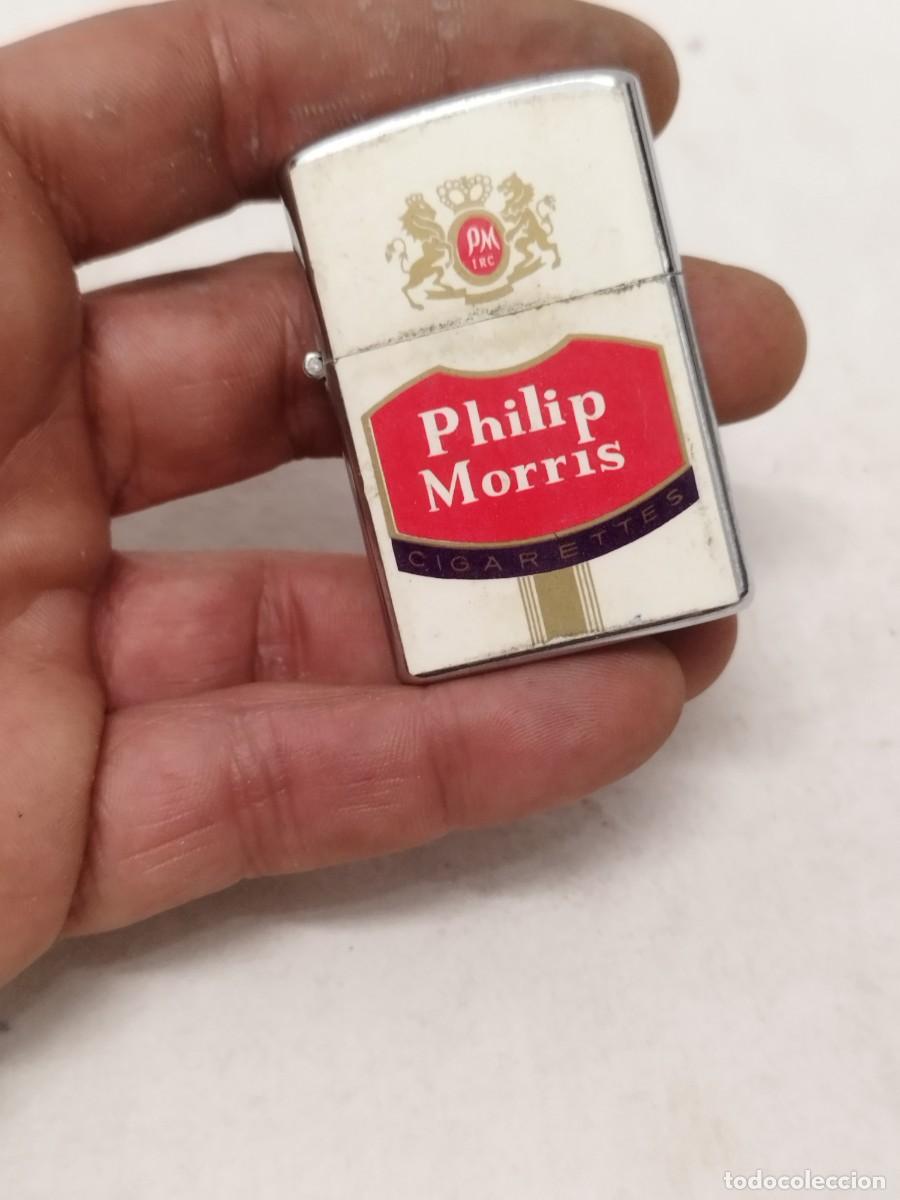 PM
INC
Philip
Morris
CIGARETTES
todocoleccion